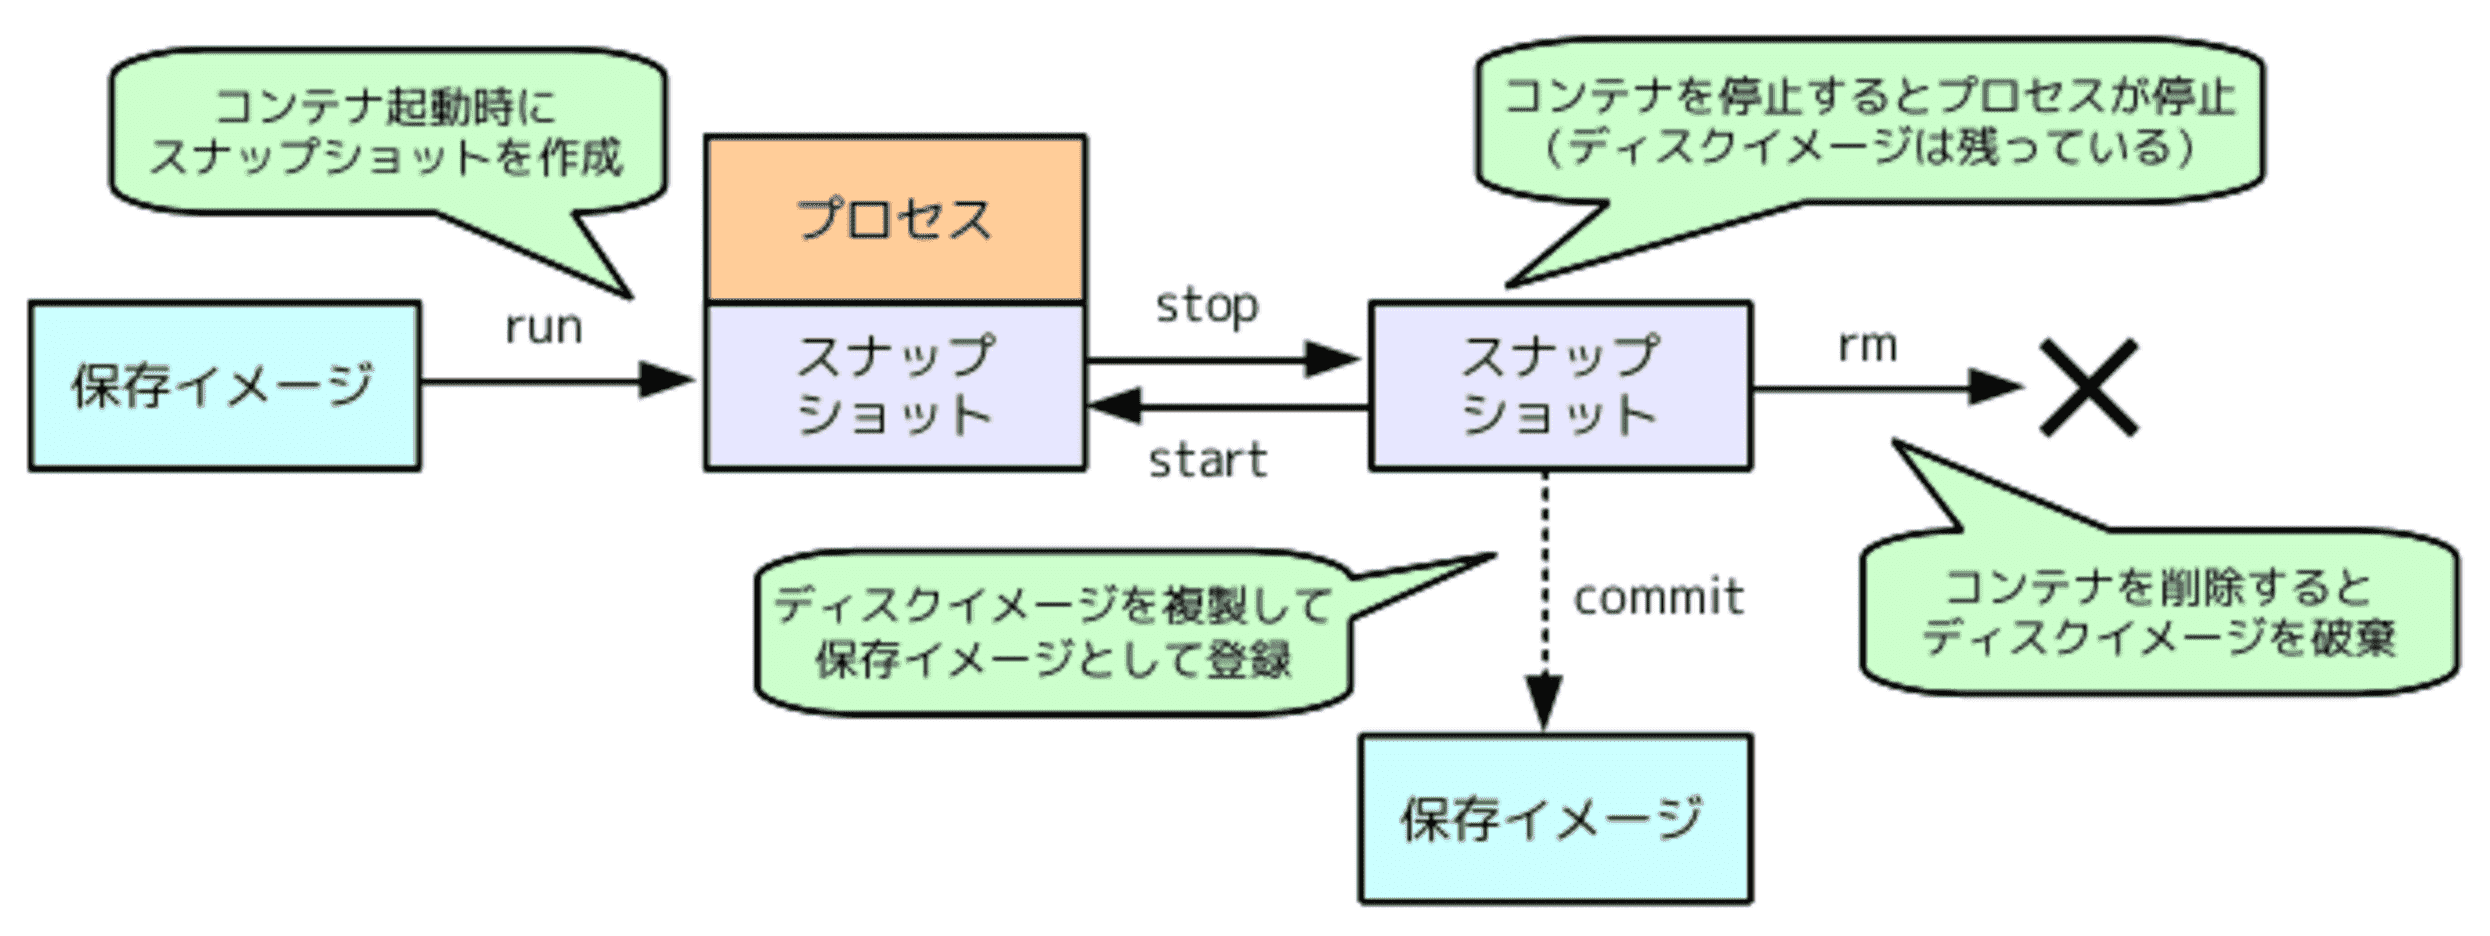 コンテナ起動時に
スナップショットを作成
コンテナを停止するとプロセスが停止
(ディスクイメージは残っている)
プロセス
保存イメージ
run
スナップ
ショット
stop
start
スナップ
ショット
rm
ディスクイメージを複製して
保存イメージとして登録
commit
コンテナを削除すると
ディスクイメージを破棄
保存イメージ